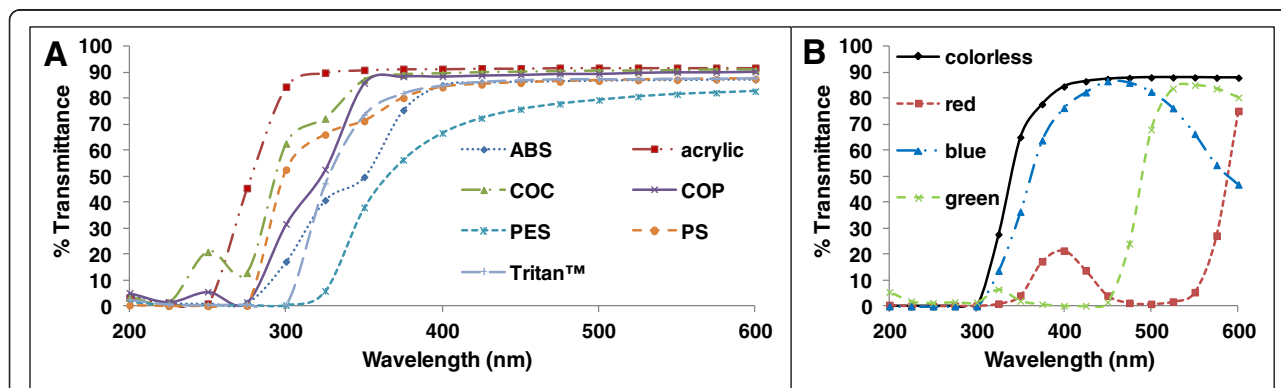 A
% Transmittance
100
90
80
70
60
50
40
30
20
10
0
200 300 400 500 600
Wavelength (nm)
ABS acrylic
COC COP
PES PS
Tritan™
B
% Transmittance
100
90
80
70
60
50
40
30
20
10
0
200 300 400 500 600
Wavelength (nm)
colorless
red
blue
green